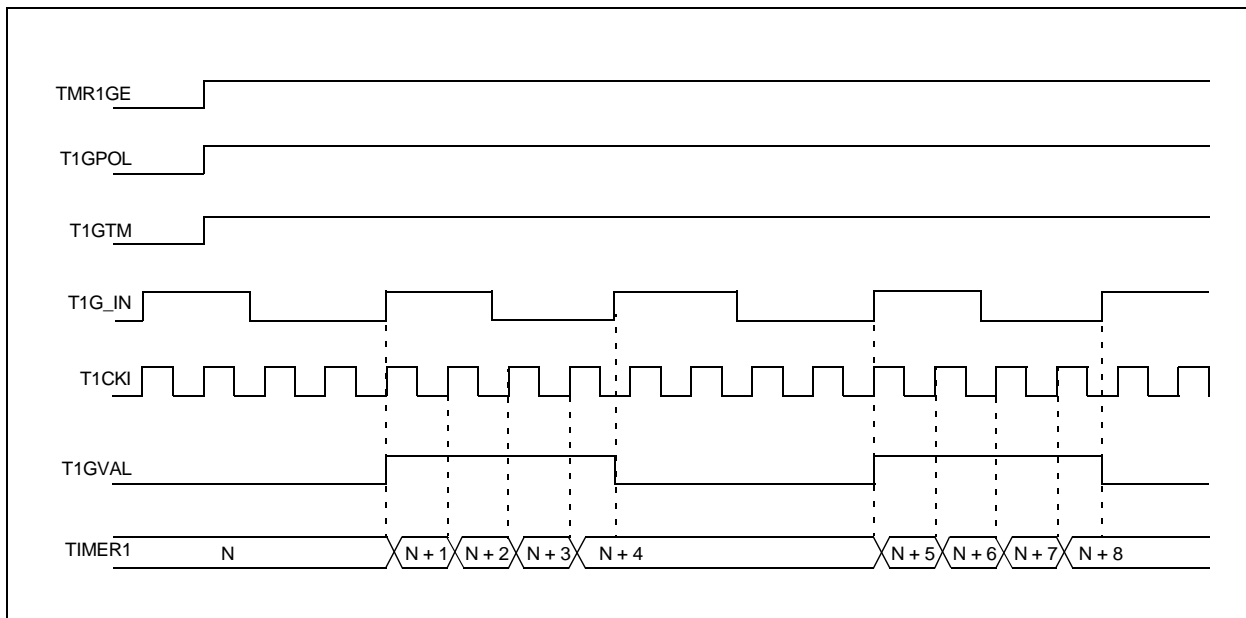 TMR1GE
T1GPOL
T1GTM
T1G_IN
T1CKI
T1GVAL
TIMER1 N N + 1 N + 2 N + 3 N + 4 N + 5 N + 6 N + 7 N + 8